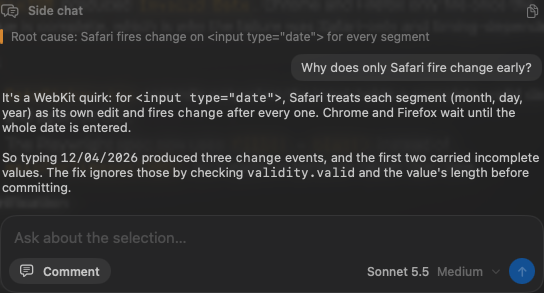 Side chat
Root cause: Safari fires change on <input type="date"> for every segment
Why does only Safari fire change early?
It's a WebKit quirk: for <input type="date">, Safari treats each segment (month, day,
year) as its own edit and fires change after every one. Chrome and Firefox wait until the
whole date is entered.
So typing 12/04/2026 produced three change events, and the first two carried incomplete
values. The fix ignores those by checking validity.valid and the value's length before
committing.
Ask about the selection...
Comment
Sonnet 5.5 Medium